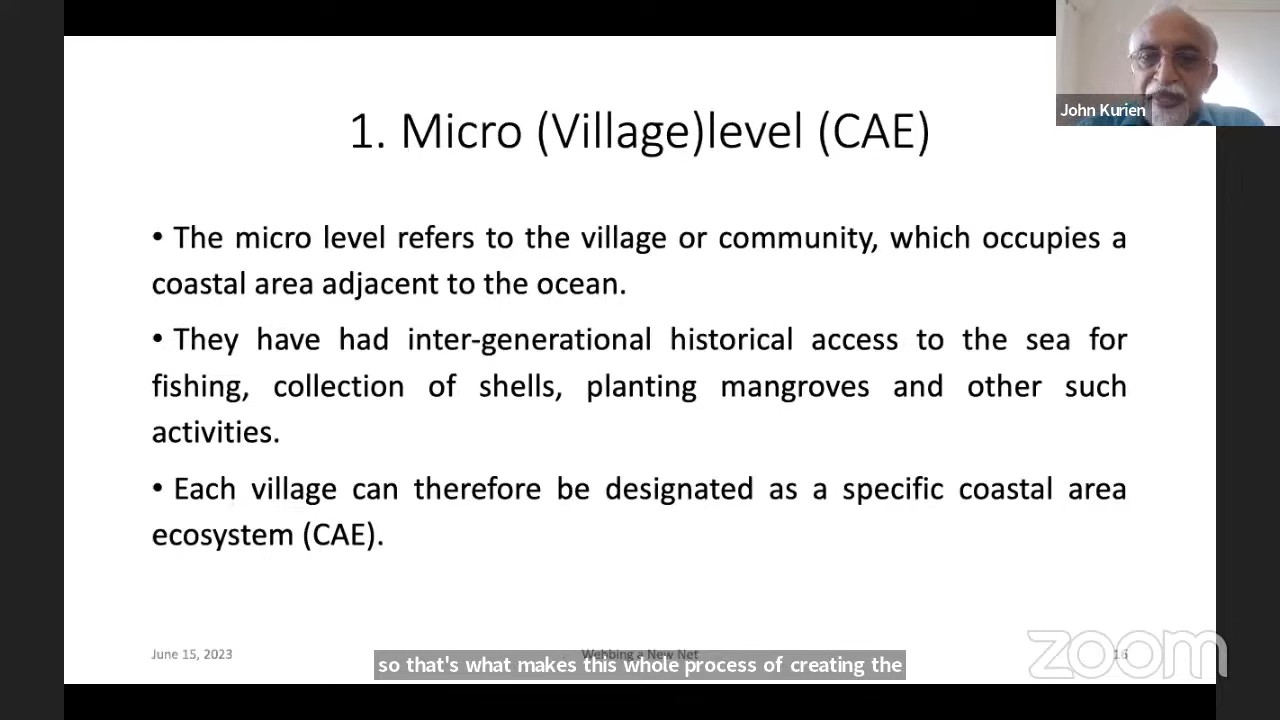 John Kurien
1. Micro (Village)level (CAE)
• The micro level refers to the village or community, which occupies a
coastal area adjacent to the ocean.
• They have had inter-generational historical access to the sea for
fishing, collection of shells, planting mangroves and other such
activities.
• Each village can therefore be designated as a specific coastal area
ecosystem (CAE).
June 15, 2023
Webbing a New Net
16
so that's what makes this whole process of creating the
zoom